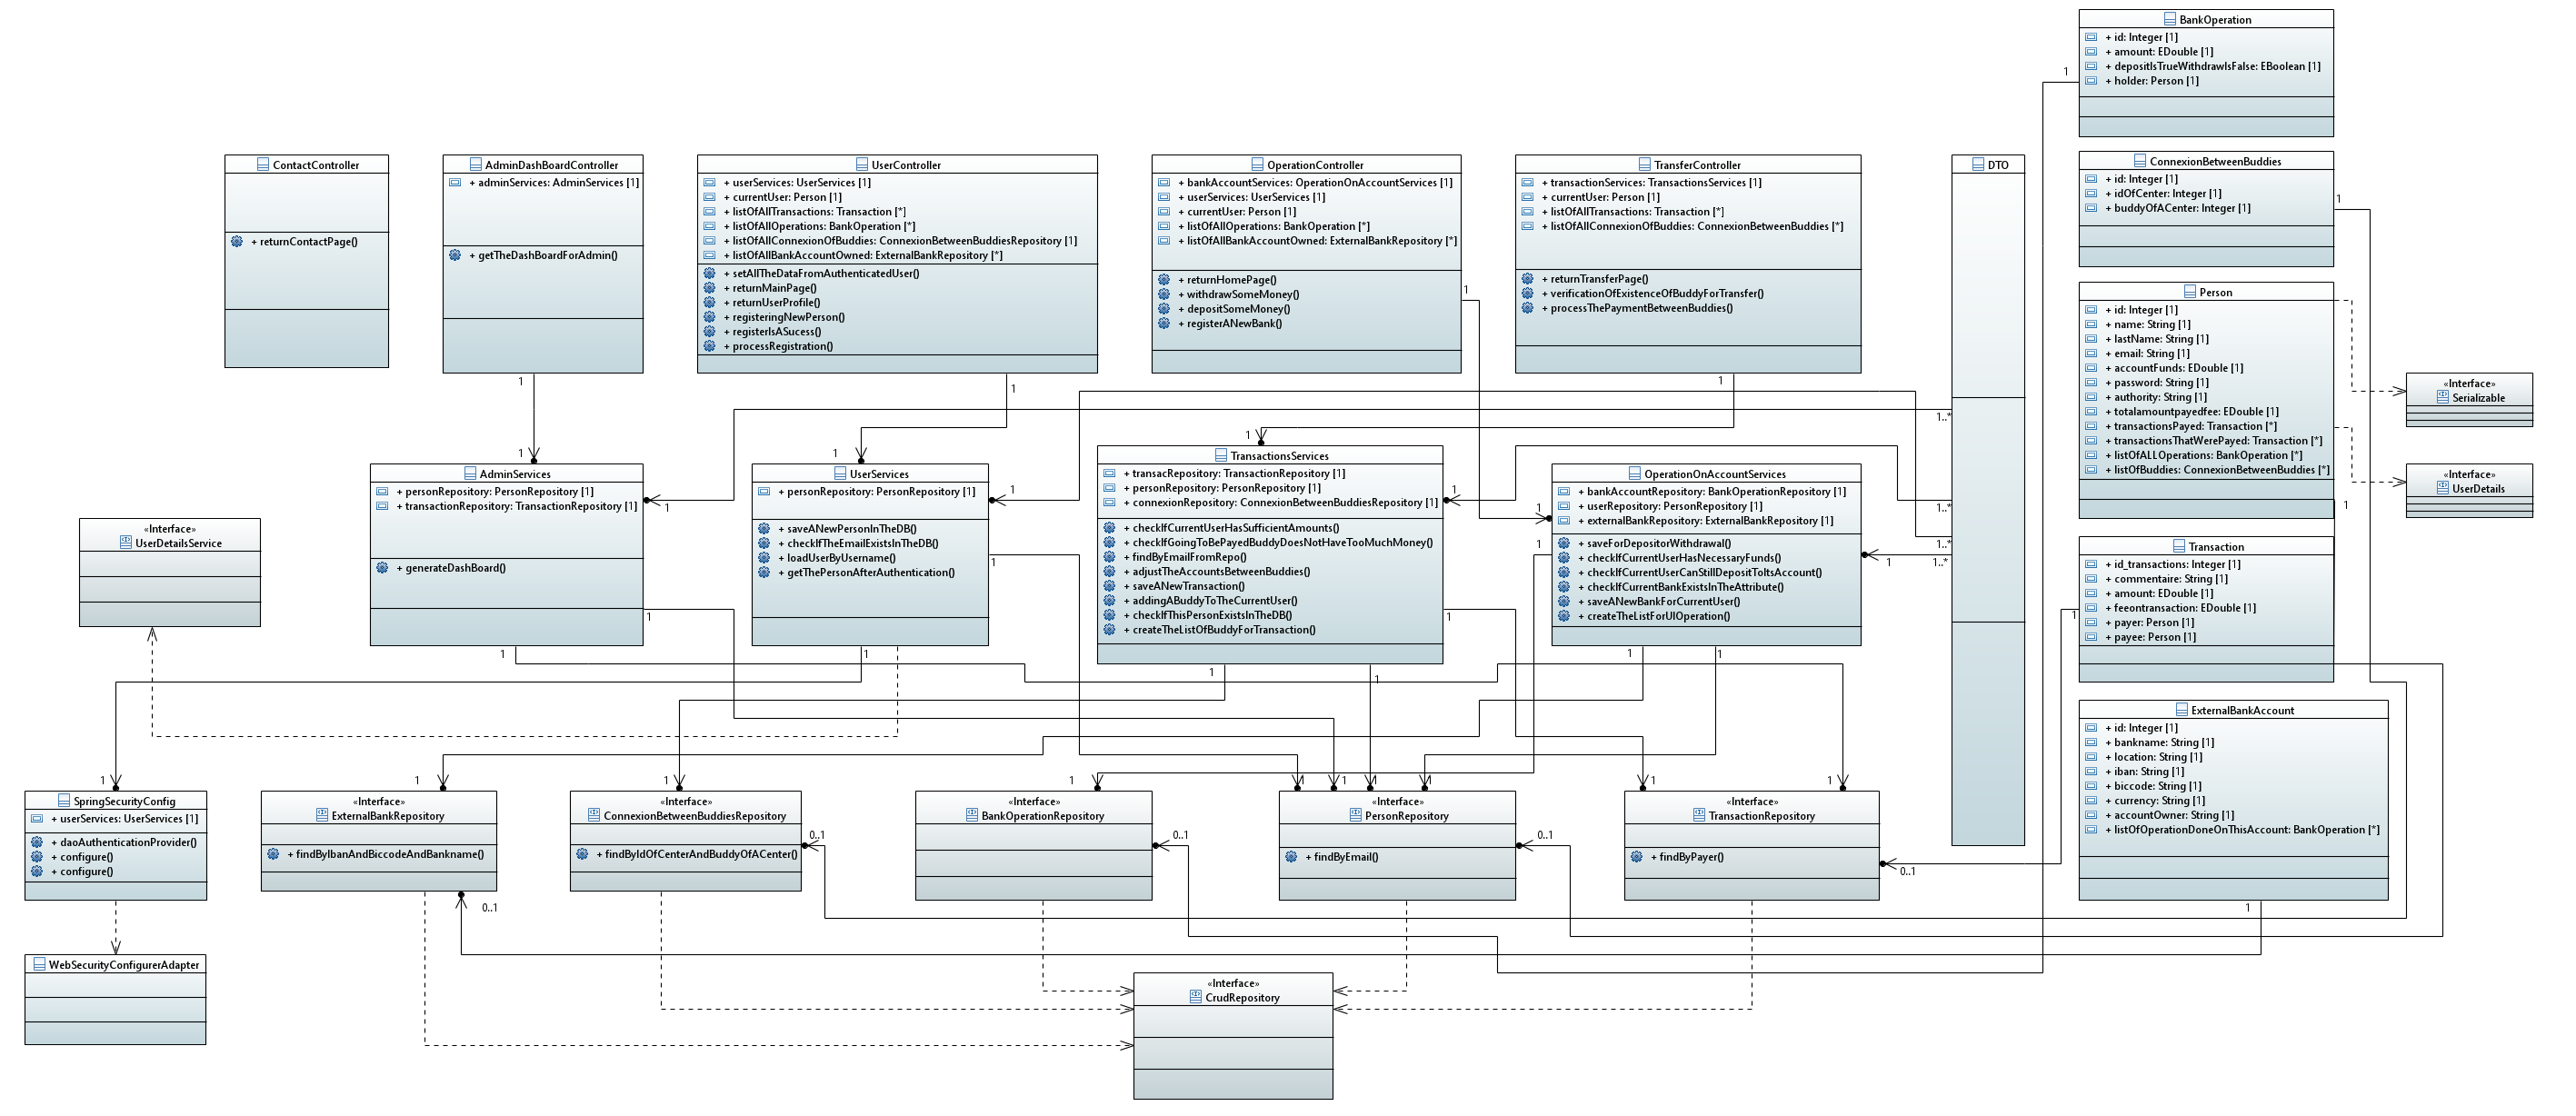 BankOperation
+ id: Integer [1]
+ amount: EDouble [1]
+ depositIsTrueWithdrawIsFalse: EBoolean [1]
+ holder: Person [1]
1
ContactController
+ returnContactPage()
AdminDashBoardController
+ adminServices: AdminServices [1]
+ getTheDashBoardForAdmin()
1
1
UserController
+ userServices: UserServices [1]
+ currentUser: Person [1]
+ listOfAllTransactions: Transaction [*]
+ listOfAllOperations: BankOperation [*]
+ listOfAllConnexionOfBuddies: ConnexionBetweenBuddiesRepository [1]
+ listOfAllBankAccountOwned: ExternalBankRepository [*]
+ setAllTheDataFromAuthenticatedUser()
+ returnMainPage()
+ returnUserProfile()
+ registeringNewPerson()
+ registerIsASucess()
+ processRegistration()
1
1
OperationController
+ bankAccountServices: OperationOnAccountServices [1]
+ userServices: UserServices [1]
+ currentUser: Person [1]
+ listOfAllOperations: BankOperation [*]
+ listOfAllBankAccountOwned: ExternalBankRepository [*]
+ returnHomePage()
+ withdrawSomeMoney()
+ depositSomeMoney()
+ registerANewBank()
1
1
TransferController
+ transactionServices: TransactionsServices [1]
+ currentUser: Person [1]
+ listOfAllTransactions: Transaction [*]
+ listOfAllConnexionOfBuddies: ConnexionBetweenBuddies [*]
+ returnTransferPage()
+ verificationOfExistenceOfBuddyForTransfer()
+ processThePaymentBetweenBuddies()
1
1
DTO
1..*
1..*
1..*
1..*
ConnexionBetweenBuddies
+ id: Integer [1]
+ idOfCenter: Integer [1]
+ buddyOfACenter: Integer [1]
1
Person
+ id: Integer [1]
+ name: String [1]
+ lastName: String [1]
+ email: String [1]
+ accountFunds: EDouble [1]
+ password: String [1]
+ authority: String [1]
+ totalamountpayedfee: EDouble [1]
+ transactionsPayed: Transaction [*]
+ transactionsThatWerePayed: Transaction [*]
+ listOfALLOperations: BankOperation [*]
+ listOfBuddies: ConnexionBetweenBuddies [*]
1
«Interface»
Serializable
«Interface»
UserDetails
«Interface»
UserDetailsService
AdminServices
+ personRepository: PersonRepository [1]
+ transactionRepository: TransactionRepository [1]
+ generateDashBoard()
1
1
1
UserServices
+ personRepository: PersonRepository [1]
+ saveANewPersonInTheDB()
+ checkIfTheEmailExistsInTheDB()
+ loadUserByUsername()
+ getThePersonAfterAuthentication()
1
1
1
TransactionsServices
+ transacRepository: TransactionRepository [1]
+ personRepository: PersonRepository [1]
+ connexionRepository: ConnexionBetweenBuddiesRepository [1]
+ checkIfCurrentUserHasSufficientAmounts()
+ checkIfGoingToBePayedBuddyDoesNotHaveTooMuchMoney()
+ findByEmailFromRepo()
+ adjustTheAccountsBetweenBuddies()
+ saveANewTransaction()
+ addingABuddyToTheCurrentUser()
+ checkIfThisPersonExistsInTheDB()
+ createTheListOfBuddyForTransaction()
1
1
1
1
OperationOnAccountServices
+ bankAccountRepository: BankOperationRepository [1]
+ userRepository: PersonRepository [1]
+ externalBankRepository: ExternalBankRepository [1]
+ saveForDepositorWithdrawal()
+ checkIfCurrentUserHasNecessaryFunds()
+ checkIfCurrentUserCanStillDepositToItsAccount()
+ checkIfCurrentBankExistsInTheAttribute()
+ saveANewBankForCurrentUser()
+ createTheListForUIOperation()
1
1
1
1
Transaction
+ id_transactions: Integer [1]
+ commentaire: String [1]
+ amount: EDouble [1]
+ feeontransaction: EDouble [1]
+ payer: Person [1]
+ payee: Person [1]
1
ExternalBankAccount
+ id: Integer [1]
+ bankname: String [1]
+ location: String [1]
+ iban: String [1]
+ biccode: String [1]
+ currency: String [1]
+ accountOwner: String [1]
+ listOfOperationDoneOnThisAccount: BankOperation [*]
1
1
SpringSecurityConfig
+ userServices: UserServices [1]
+ daoAuthenticationProvider()
+ configure()
+ configure()
1
«Interface»
ExternalBankRepository
+ findByIbanAndBiccodeAndBankname()
0..1
1
«Interface»
ConnexionBetweenBuddiesRepository
+ findByIdOfCenterAndBuddyOfACenter()
0..1
1
«Interface»
BankOperationRepository
0..1
1
1
1
1
«Interface»
PersonRepository
+ findByEmail()
0..1
1
1
«Interface»
TransactionRepository
+ findByPayer()
0..1
WebSecurityConfigurerAdapter
«Interface»
CrudRepository